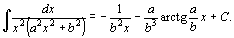 ∫ dx / x²(a²x² + b²) = − 1 / b²x − a / b³ arctg a / b x + C.